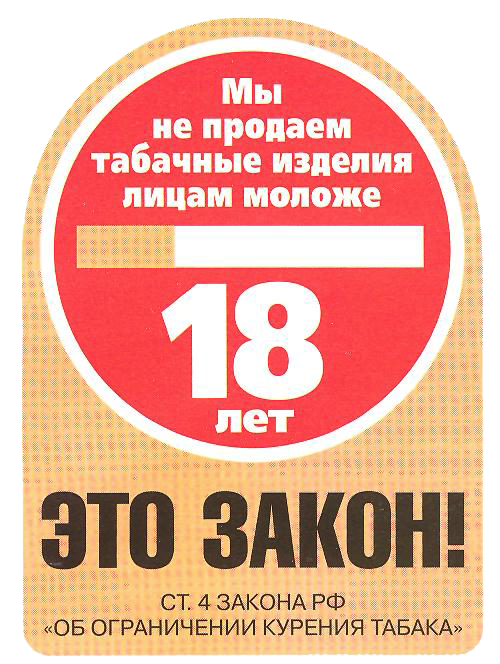 Мы
не продаем
табачные изделия
лицам моложе
18
лет
ЭТО ЗАКОН!
СТ. 4 ЗАКОНА РФ
«ОБ ОГРАНИЧЕНИИ КУРЕНИЯ ТАБАКА»